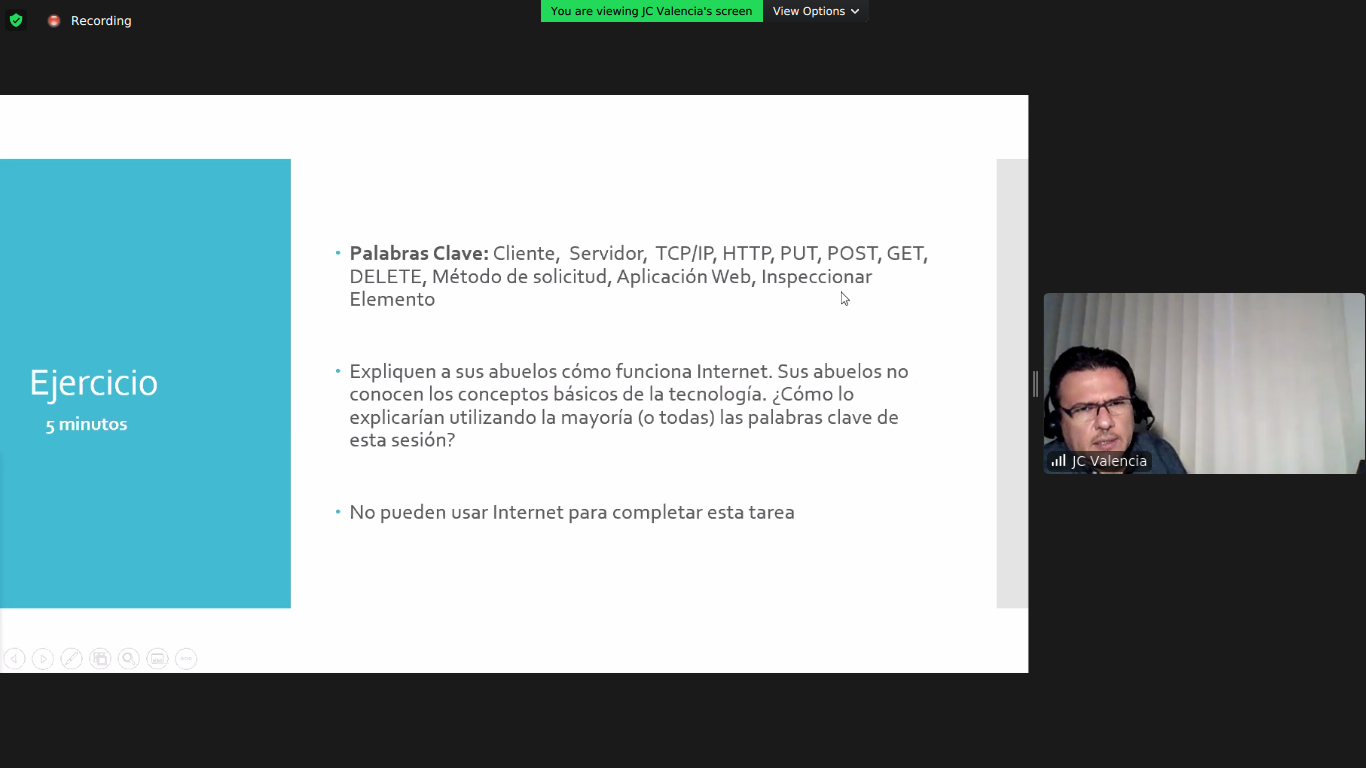 Recording
You are viewing JC Valencia's screen
View Options
Ejercicio
5 minutos
• Palabras Clave: Cliente, Servidor, TCP/IP, HTTP, PUT, POST, GET,
DELETE, Método de solicitud, Aplicación Web, Inspeccionar
Elemento
• Expliquen a sus abuelos cómo funciona Internet. Sus abuelos no
conocen los conceptos básicos de la tecnología. ¿Cómo lo
explicarían utilizando la mayoría (o todas) las palabras clave de
esta sesión?
• No pueden usar Internet para completar esta tarea
JC Valencia